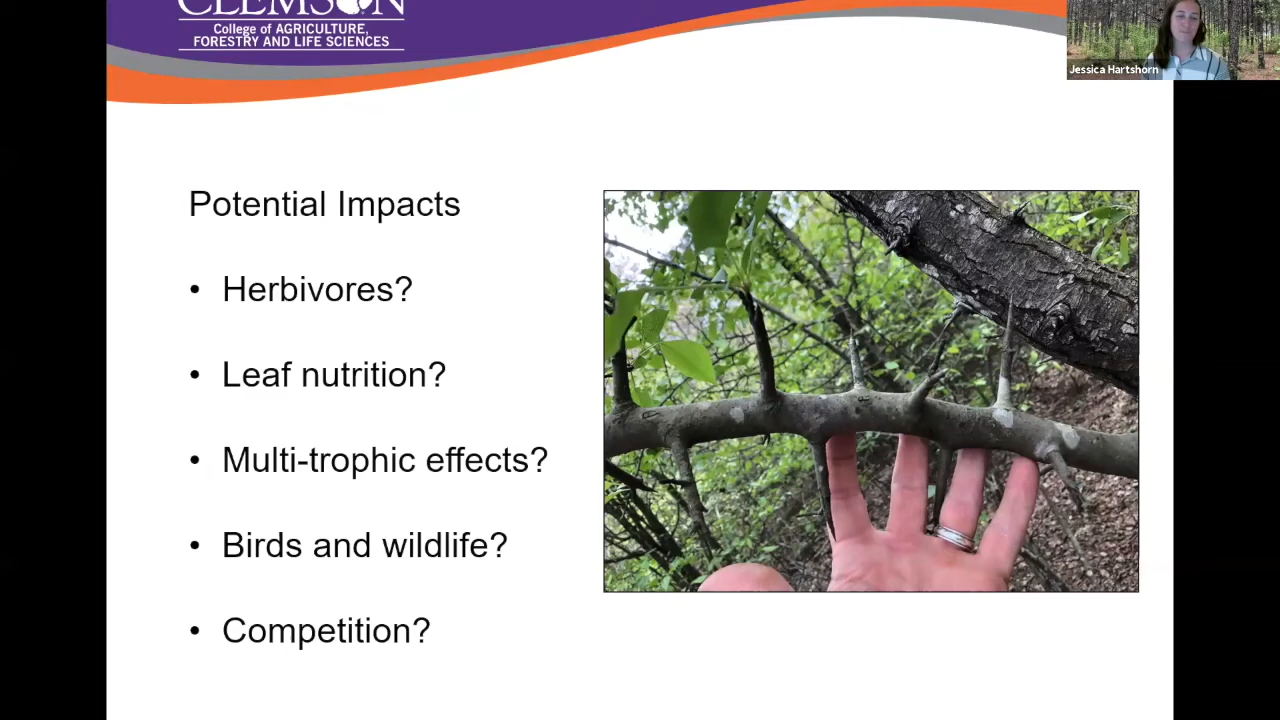 CLEMSON
College of AGRICULTURE,
FORESTRY AND LIFE SCIENCES
Jessica Hartshorn
Potential Impacts
• Herbivores?
• Leaf nutrition?
• Multi-trophic effects?
• Birds and wildlife?
• Competition?